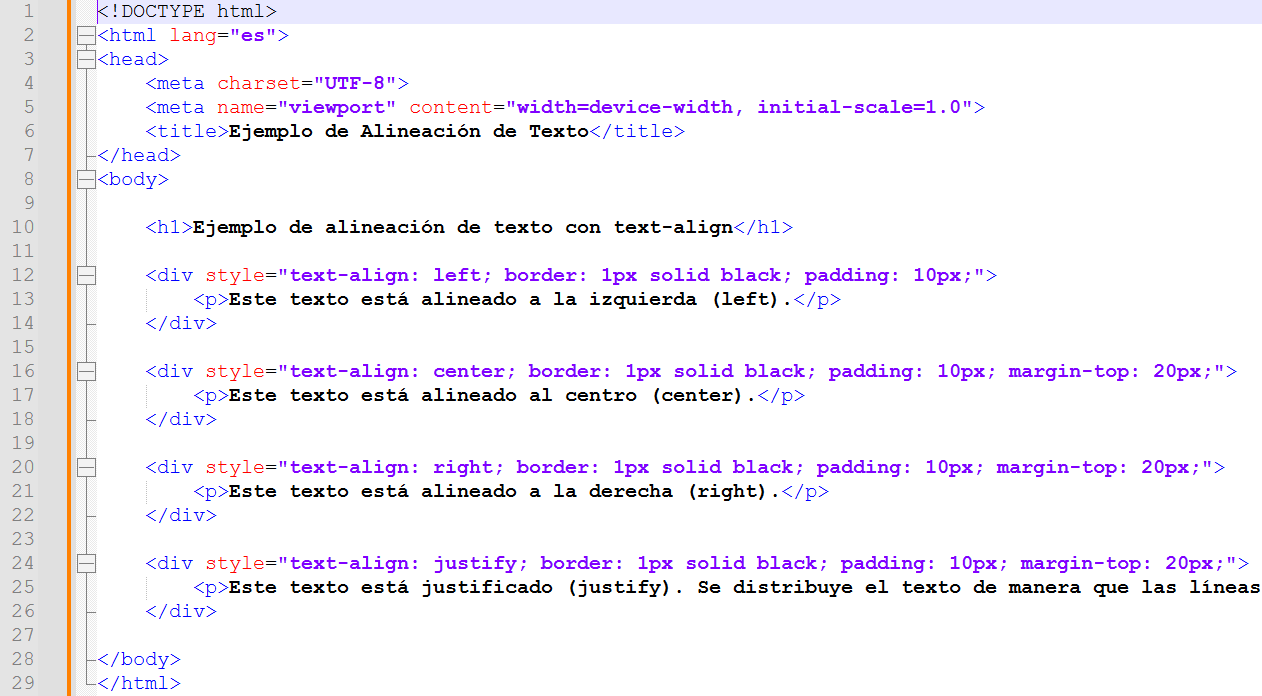 1 <!DOCTYPE html>
2 <html lang="es">
3 <head>
4 <meta charset="UTF-8">
5 <meta name="viewport" content="width=device-width, initial-scale=1.0">
6 <title>Ejemplo de Alineación de Texto</title>
7 </head>
8 <body>
9
10 <h1>Ejemplo de alineación de texto con text-align</h1>
11
12 <div style="text-align: left; border: 1px solid black; padding: 10px;">
13 <p>Este texto está alineado a la izquierda (left).</p>
14 </div>
15
16 <div style="text-align: center; border: 1px solid black; padding: 10px; margin-top: 20px;">
17 <p>Este texto está alineado al centro (center).</p>
18 </div>
19
20 <div style="text-align: right; border: 1px solid black; padding: 10px; margin-top: 20px;">
21 <p>Este texto está alineado a la derecha (right).</p>
22 </div>
23
24 <div style="text-align: justify; border: 1px solid black; padding: 10px; margin-top: 20px;">
25 <p>Este texto está justificado (justify). Se distribuye el texto de manera que las líneas
26 </div>
27
28 </body>
29 </html>